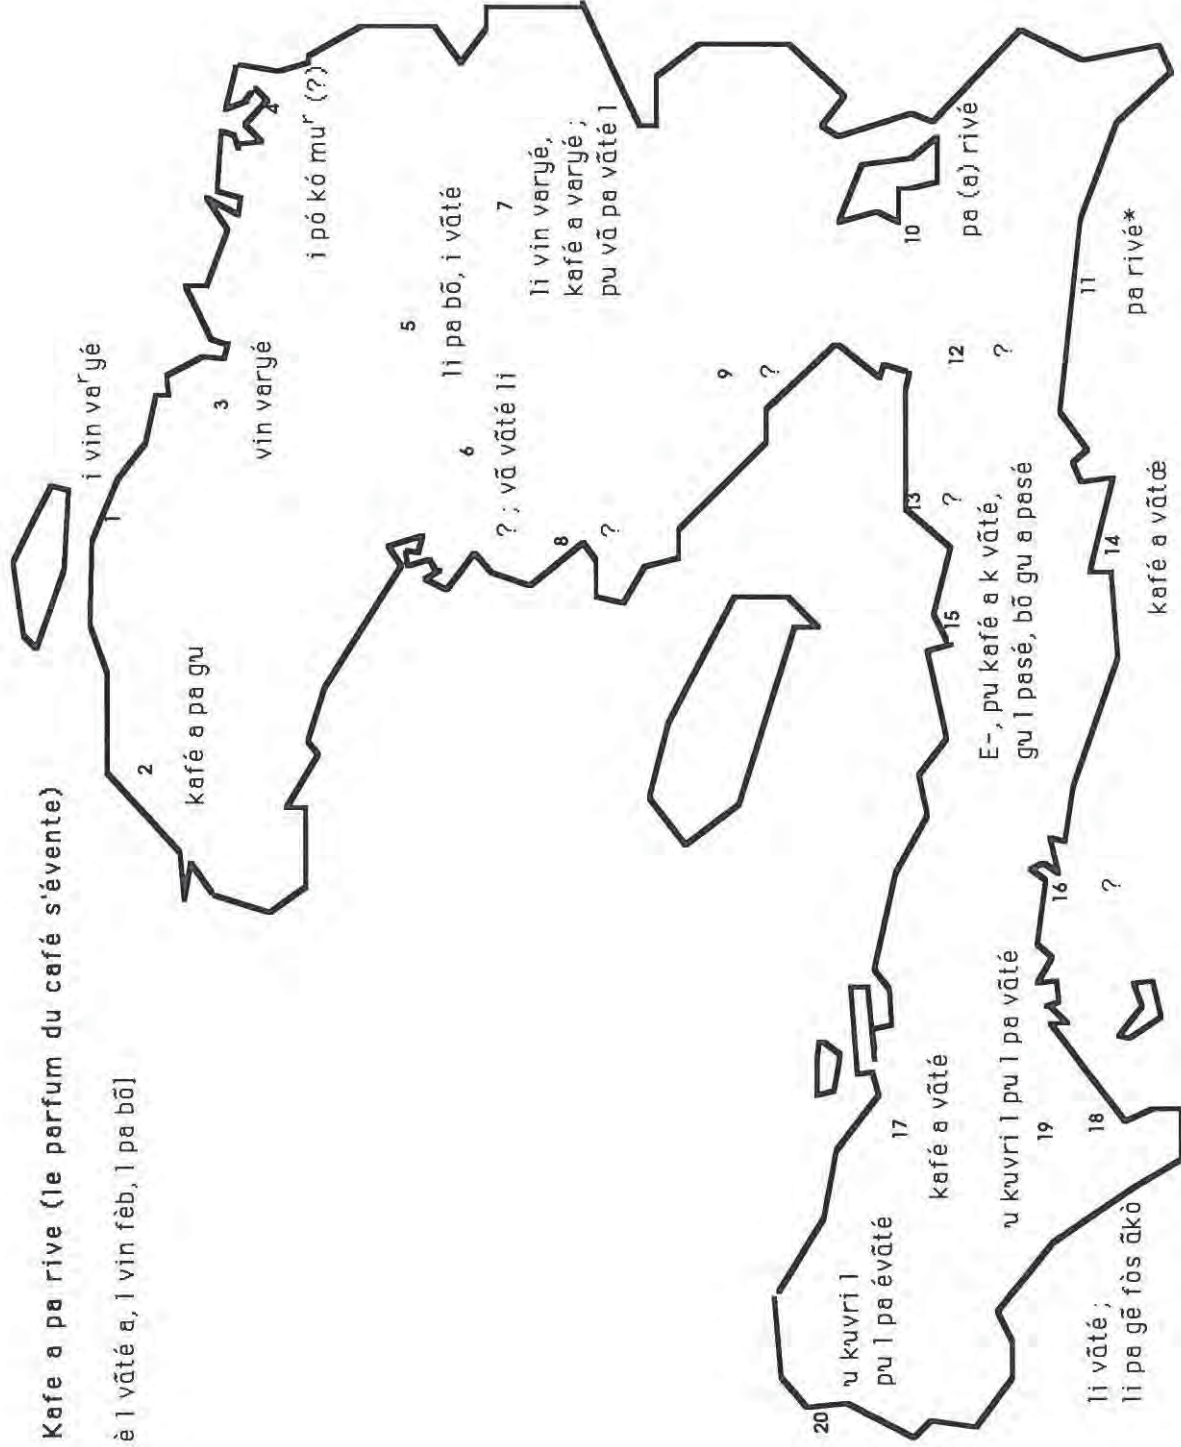 Kafe a pa rive (le parfum du café s'évente)
è l vãté a, l vin fèb, l pa bõ]
1
i vin vaʳyé
2
kafé a pa gu
3
vin varyé
4
i pó kó muʳ (?)
5
li pa bõ, i vãté
6
? ; vã vãté li
7
li vin varyé,
kafé a varyé ;
pu vã pa vãté l
8
?
9
?
10
pa (a) rivé
11
pa rivé*
12
?
13
?
14
kafé a vãtœ
15
E-, pu kafé a k vãté,
gu l pasé, bõ gu a pasé
16
?
17
kafé a vãté
18
li vãté ;
li pa gẽ fòs ãkò
19
u kuvri l pu l pa vãté
20
u kuvri l
pu l pa évãté